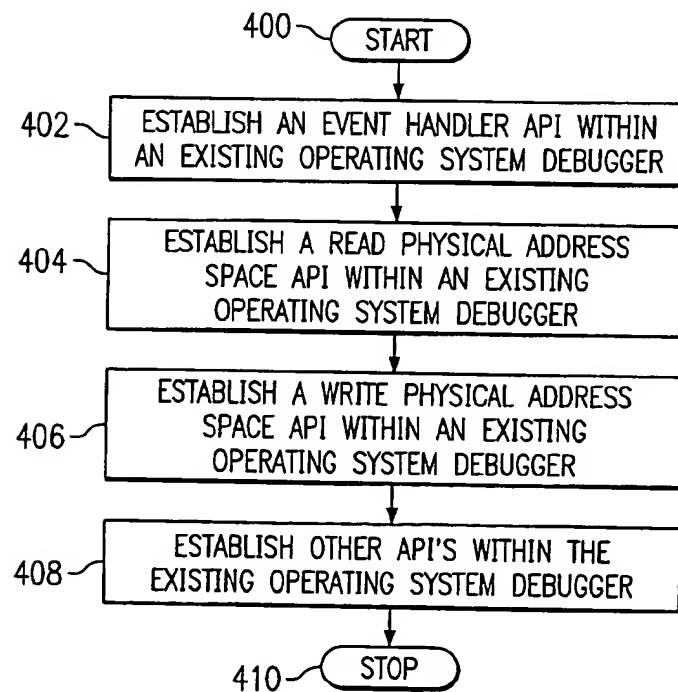 400
START
402
ESTABLISH AN EVENT HANDLER API WITHIN
AN EXISTING OPERATING SYSTEM DEBUGGER
404
ESTABLISH A READ PHYSICAL ADDRESS
SPACE API WITHIN AN EXISTING
OPERATING SYSTEM DEBUGGER
406
ESTABLISH A WRITE PHYSICAL ADDRESS
SPACE API WITHIN AN EXISTING
OPERATING SYSTEM DEBUGGER
408
ESTABLISH OTHER API'S WITHIN THE
EXISTING OPERATING SYSTEM DEBUGGER
410
STOP